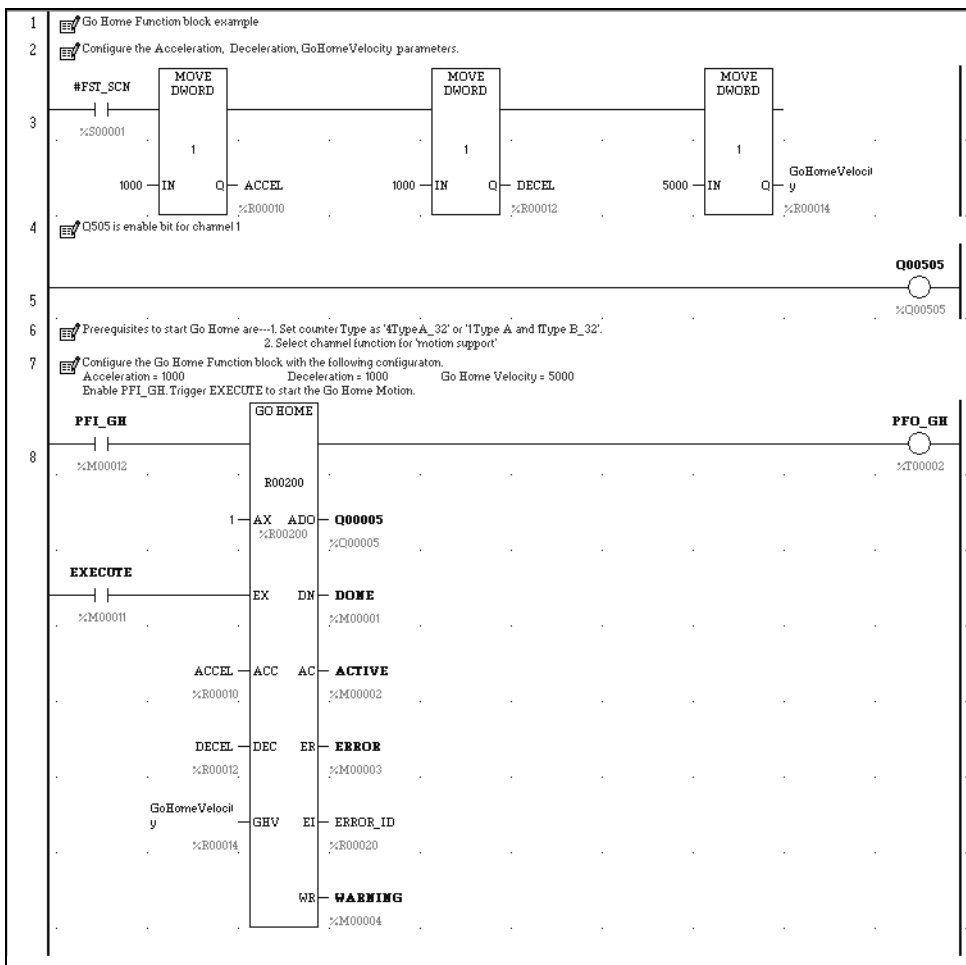 1 Go Home Function block example
2 Configure the Acceleration, Deceleration, GoHomeVelocity parameters.
#FST_SCN MOVE DWORD MOVE DWORD MOVE DWORD
3 %S00001
1 1 1
1000 IN Q ACCEL 1000 IN Q DECEL 5000 IN Q GoHomeVelocit y
%R00010 %R00012 %R00014
4 Q505 is enable bit for channel 1
Q00505
5 %Q00505
6 Prerequisites to start Go Home are---1. Set counter Type as '4Type A_32' or '1Type A and 1Type B_32'.
2. Select channel function for 'motion support'
7 Configure the Go Home Function block with the following configuraton.
Acceleration = 1000 Deceleration = 1000 Go Home Velocity = 5000
Enable PFI_GH. Trigger EXECUTE to start the Go Home Motion.
PFI_GH GO HOME PFO_GH
8 %M00012 %T00002
R00200
1 AX ADO Q00005
%R00200 %Q00005
EXECUTE
EX DN DONE
%M00011 %M00001
ACCEL ACC AC ACTIVE
%R00010 %M00002
DECEL DEC ER ERROR
%R00012 %M00003
GoHomeVelocit
y GHV EI ERROR_ID
%R00014 %R00020
WR WARNING
%M00004